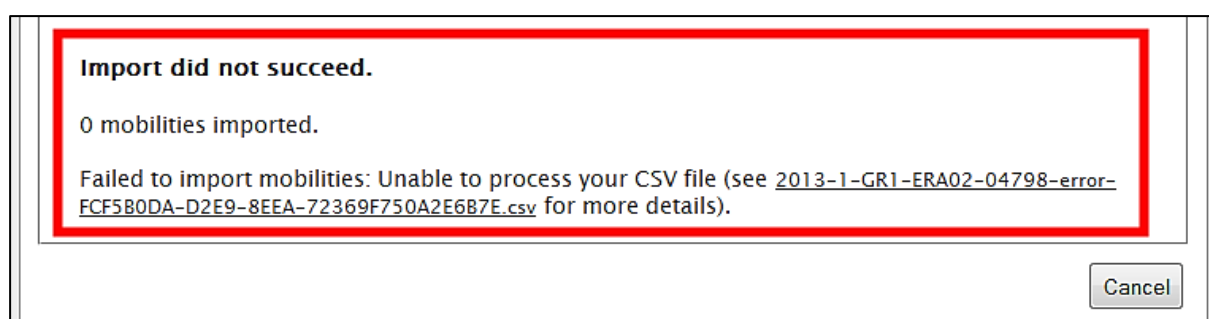 Import did not succeed.
0 mobilities imported.
Failed to import mobilities: Unable to process your CSV file (see 2013-1-GR1-ERA02-04798-error-
FCF5B0DA-D2E9-8EEA-72369F750A2E6B7E.csv for more details).
Cancel